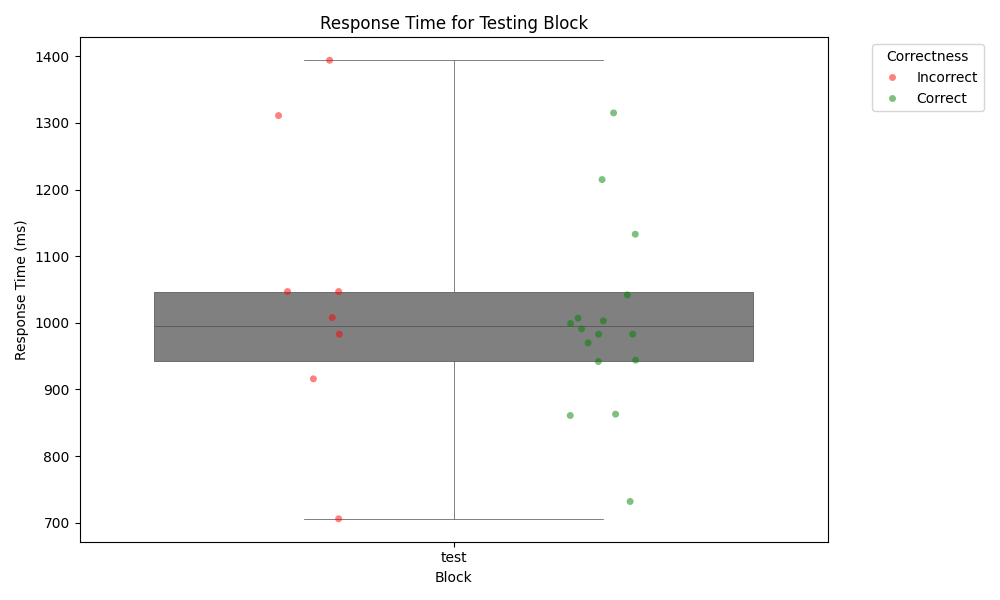 Response Time for Testing Block
Correctness
Incorrect
Correct
Response Time (ms)
1400
1300
1200
1100
1000
900
800
700
test
Block